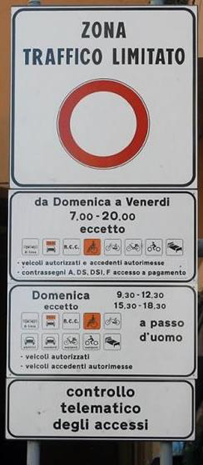 ZONA
TRAFFICO LIMITATO
da Domenica a Venerdi
7,00-20,00
eccetto
N.C.C.
- veicoli autorizzati e accedenti autorimesse
- contrassegni A, DS, DSI, F accesso a pagamento
Domenica 9,30-12,30
eccetto 15,30-18,30
N.C.C. a passo
d'uomo
- veicoli autorizzati
- veicoli accedenti autorimesse
controllo
telematico
degli accessi